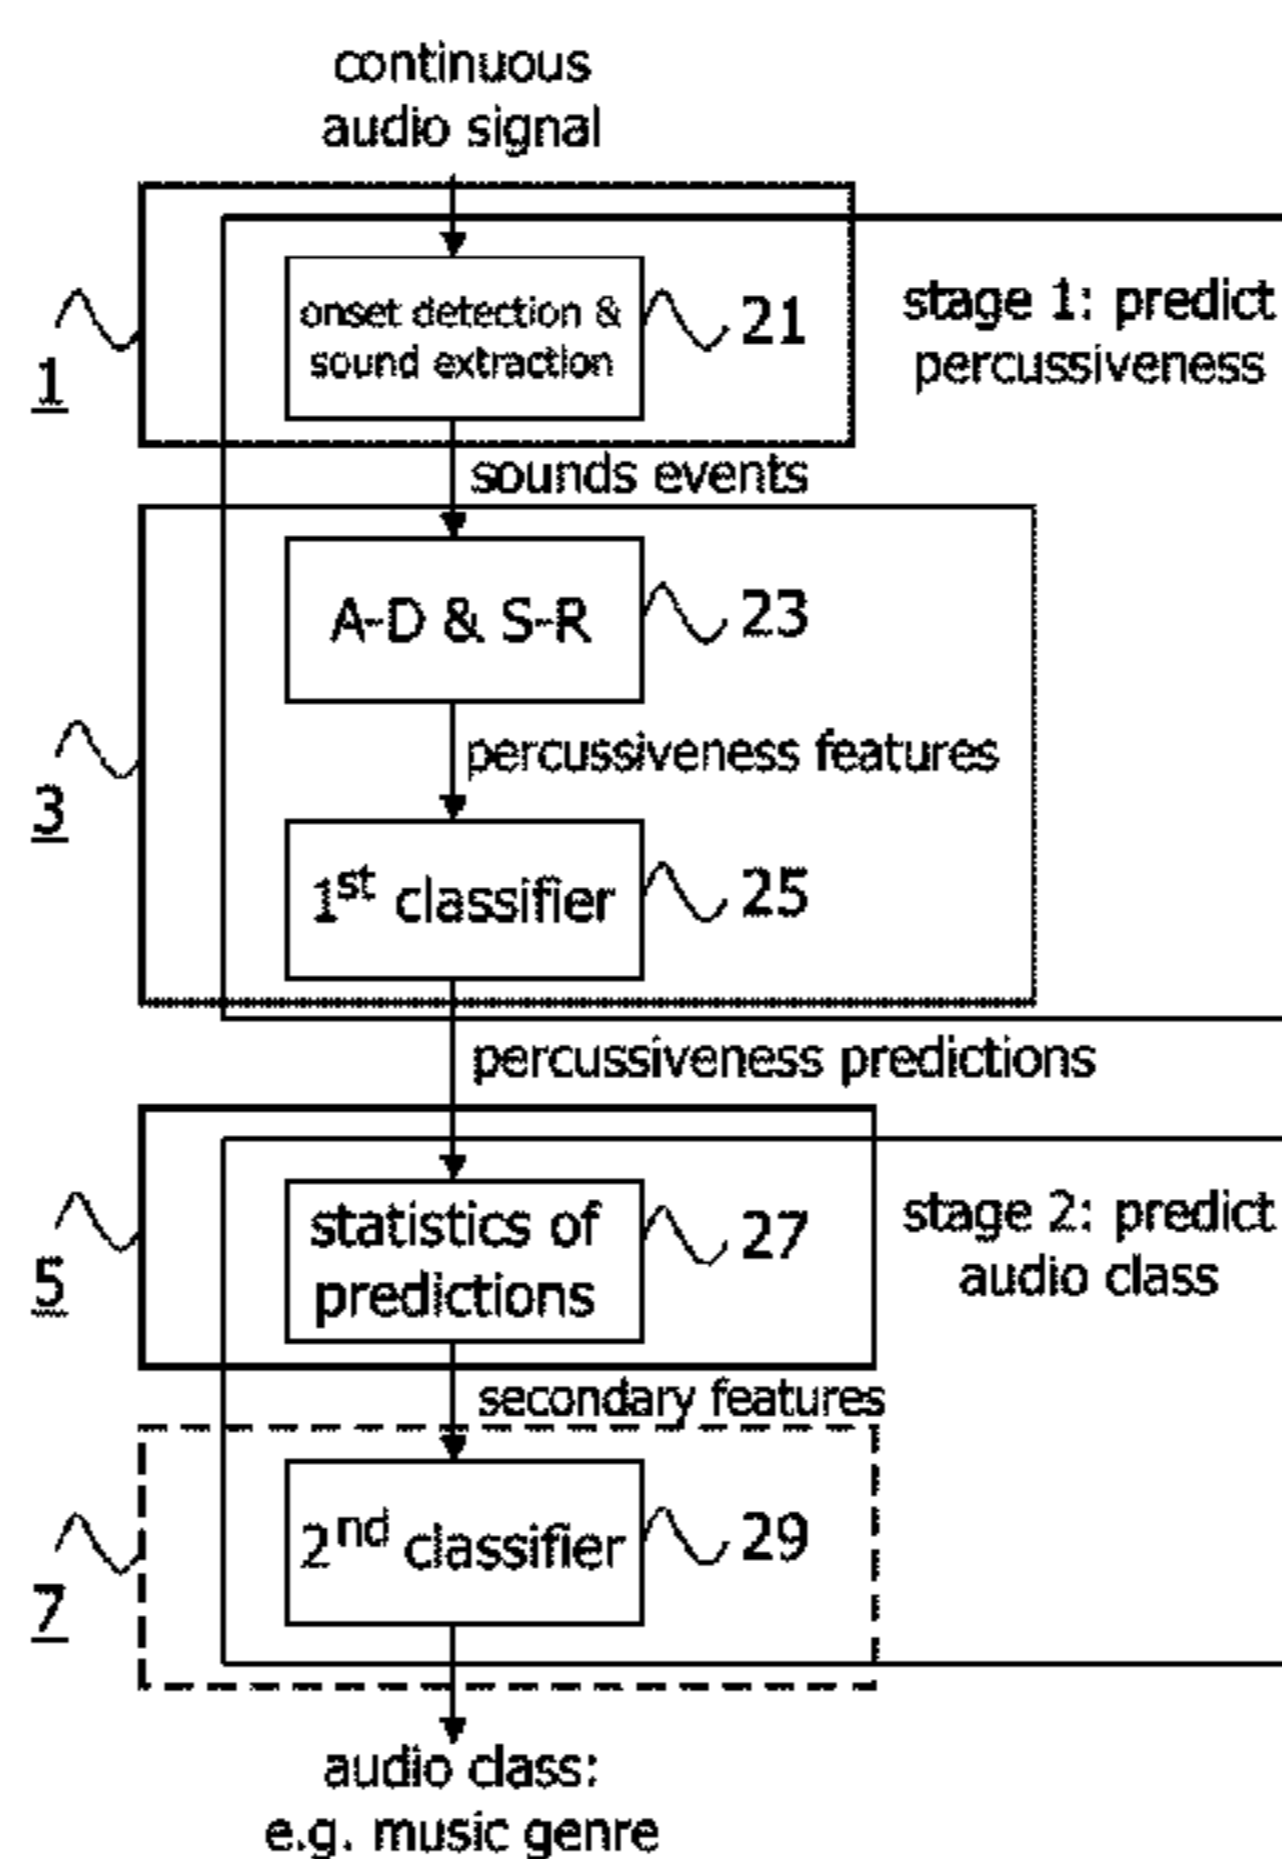 continuous
audio signal
onset detection &
sound extraction
21
stage 1: predict
percussiveness
1
sounds events
A-D & S-R
23
percussiveness features
3
1st classifier
25
percussiveness predictions
statistics of
predictions
27
stage 2: predict
audio class
5
secondary features
2nd classifier
29
7
audio class:
e.g. music genre